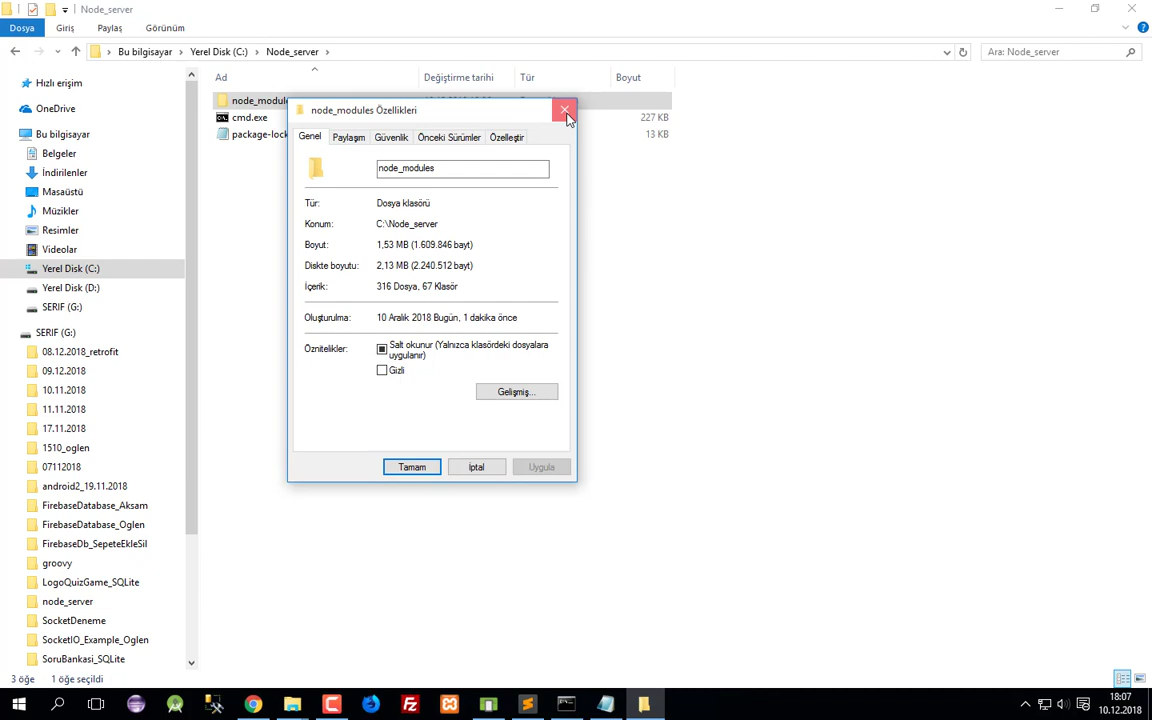 Node_server
Dosya
Giriş
Paylaş
Görünüm
Bu bilgisayar
Yerel Disk (C:)
Node_server
Ara: Node_server
Ad
Değiştirme tarihi
Tür
Boyut
Hızlı erişim
OneDrive
Bu bilgisayar
Belgeler
İndirilenler
Masaüstü
Müzikler
Resimler
Videolar
Yerel Disk (C:)
Yerel Disk (D:)
SERIF (G:)
SERIF (G:)
08.12.2018_retrofit
09.12.2018
10.11.2018
11.11.2018
17.11.2018
1510_oglen
07112018
android2_19.11.2018
FirebaseDatabase_Aksam
FirebaseDatabase_Oglen
FirebaseDb_SepeteEkleSil
groovy
LogoQuizGame_SQLite
node_server
SocketDeneme
SocketIO_Example_Oglen
SoruBankasi_SQLite
node_module
cmd.exe
227 KB
package-lock
13 KB
node_modules Özellikleri
Genel
Paylaşım
Güvenlik
Önceki Sürümler
Özelleştir
node_modules
Tür:
Dosya klasörü
Konum:
C:\Node_server
Boyut:
1,53 MB (1.609.846 bayt)
Diskte boyutu:
2,13 MB (2.240.512 bayt)
İçerik:
316 Dosya, 67 Klasör
Oluşturulma:
10 Aralık 2018 Bugün, 1 dakika önce
Öznitelikler:
Salt okunur (Yalnızca klasördeki dosyalara
uygulanır)
Gizli
Gelişmiş...
Tamam
İptal
Uygula
3 öğe
1 öğe seçildi
18:07
10.12.2018